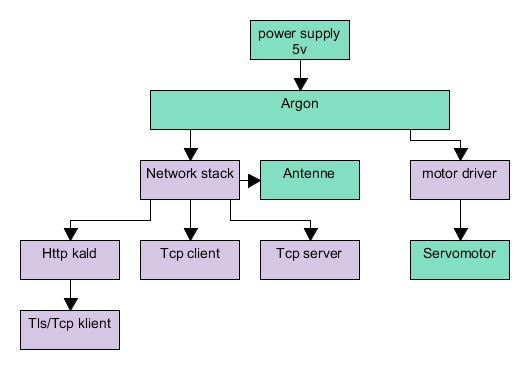 power supply
5v
Argon
Network stack
Antenne
motor driver
Http kald
Tcp client
Tcp server
Servomotor
Tls/Tcp klient